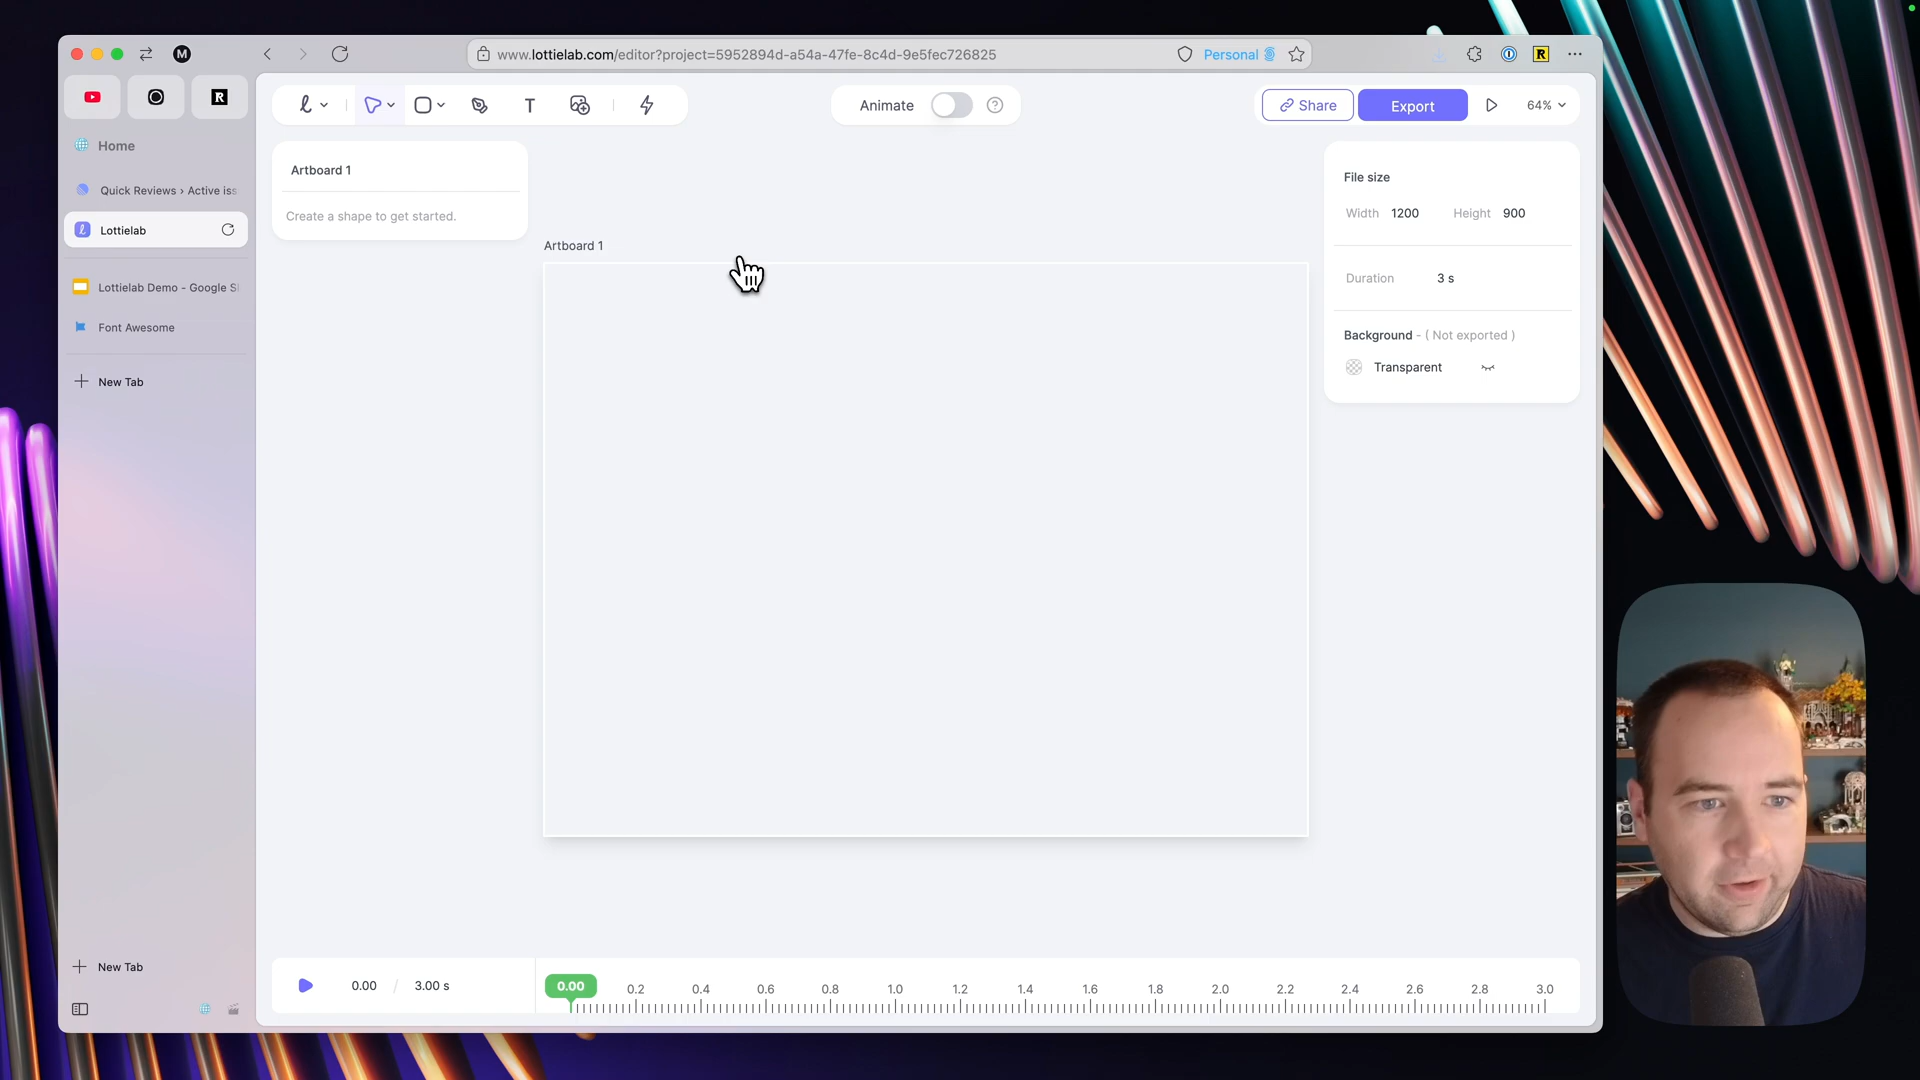 M
www.lottielab.com/editor?project=5952894d-a54a-47fe-8c4d-9e5fec726825
Personal
R
R
Home
Quick Reviews › Active iss
Lottielab
Lottielab Demo - Google Sl
Font Awesome
New Tab
New Tab
T
Animate
?
Share
Export
64%
Artboard 1
Create a shape to get started.
Artboard 1
File size
Width 1200 Height 900
Duration 3 s
Background - ( Not exported )
Transparent
0.00 / 3.00 s
0.00 0.2 0.4 0.6 0.8 1.0 1.2 1.4 1.6 1.8 2.0 2.2 2.4 2.6 2.8 3.0